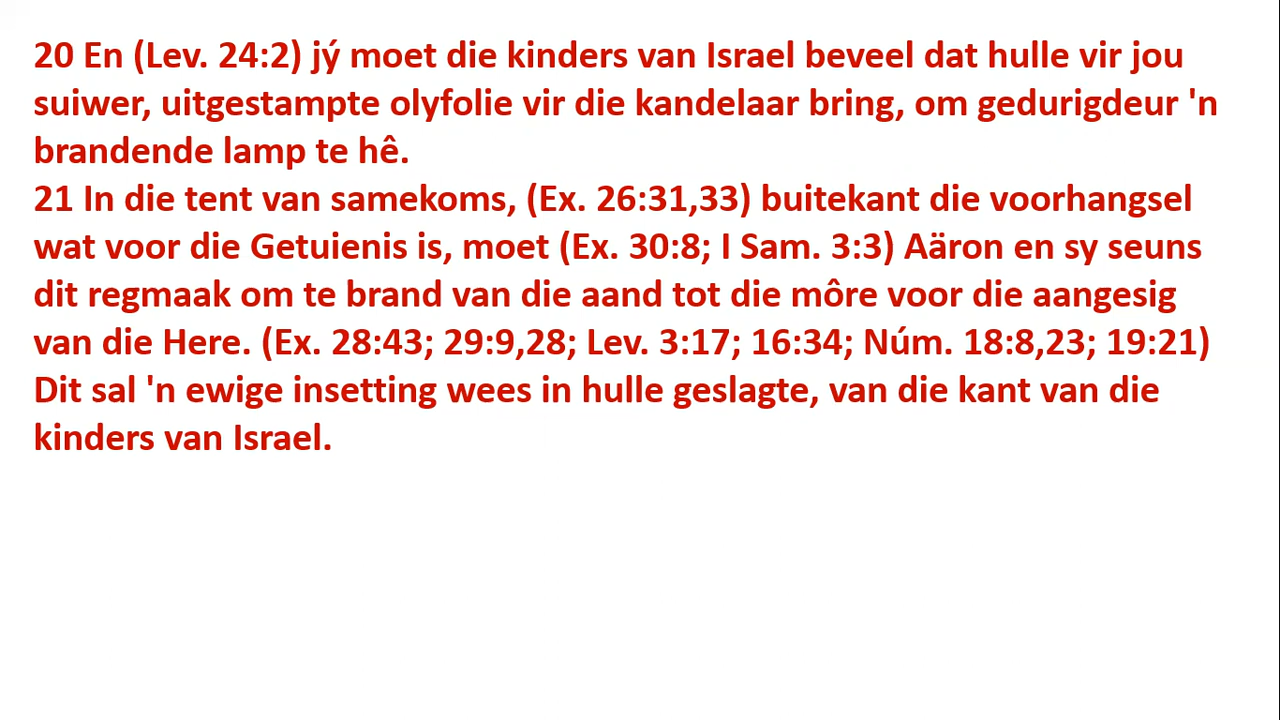 20 En (Lev. 24:2) jý moet die kinders van Israel beveel dat hulle vir jou
suiwer, uitgestampte olyfolie vir die kandelaar bring, om gedurigdeur 'n
brandende lamp te hê.
21 In die tent van samekoms, (Ex. 26:31,33) buitekant die voorhangsel
wat voor die Getuienis is, moet (Ex. 30:8; I Sam. 3:3) Aäron en sy seuns
dit regmaak om te brand van die aand tot die môre voor die aangesig
van die Here. (Ex. 28:43; 29:9,28; Lev. 3:17; 16:34; Núm. 18:8,23; 19:21)
Dit sal 'n ewige insetting wees in hulle geslagte, van die kant van die
kinders van Israel.